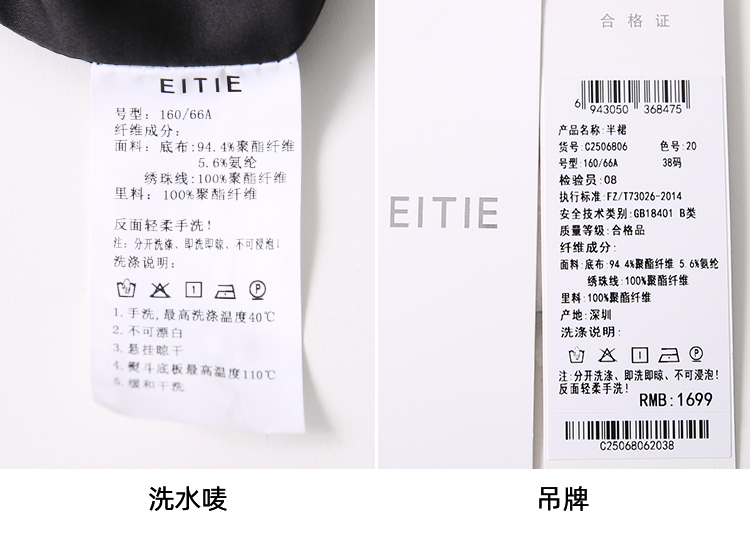 EITIE
号型: 160/66A
纤维成分:
面料: 底布:94.4%聚酯纤维
5.6%氨纶
绣珠线:100%聚酯纤维
里料: 100%聚酯纤维
反面轻柔手洗!
注: 分开洗涤、即洗即晾、不可浸泡!
洗涤说明:
1.手洗,最高洗涤温度40℃
2.不可漂白
3.悬挂晾干
4.熨斗底板最高温度110℃
5.缓和干洗
洗水唛
EITIE
合格证
6 943050 368475
产品名称:半裙
货号:C2506806 色号:20
号型:160/66A 38码
检验员:08
执行标准:FZ/T73026-2014
安全技术类别:GB18401 B类
质量等级:合格品
纤维成分:
面料: 底布: 94.4%聚酯纤维 5.6%氨纶
绣珠线:100%聚酯纤维
里料:100%聚酯纤维
产地:深圳
洗涤说明:
注:分开洗涤、即洗即晾、不可浸泡!
反面轻柔手洗!
RMB:1699
C25068062038
吊牌